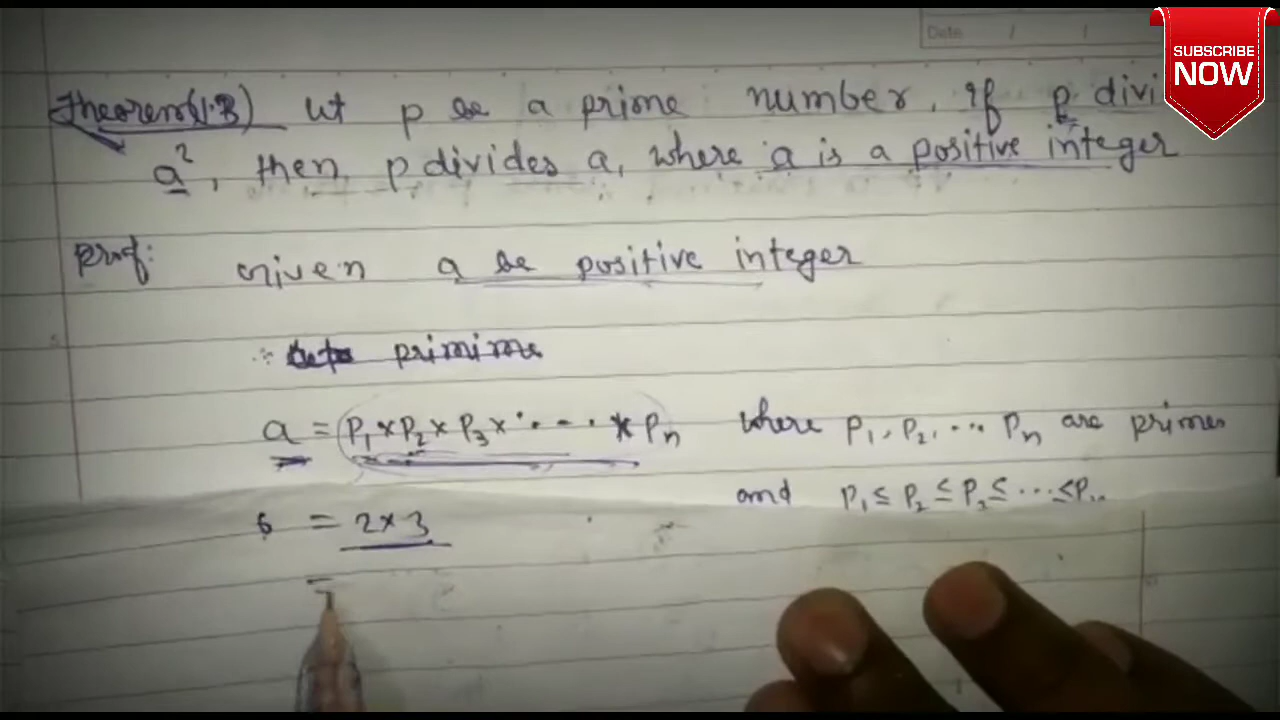 Date / /
SUBSCRIBE
NOW
Theorem(1.3) Let p be a prime number. If p divi
a², then p divides a, where a is a positive integer
Proof: Given a be positive integer
a = P₁ × P₂ × P₃ × · - - · × Pₙ where P₁, P₂, ... Pₙ are primes
and P₁ ≤ P₂ ≤ P₃ ≤ ... ≤ P
6 = 2 × 3
=